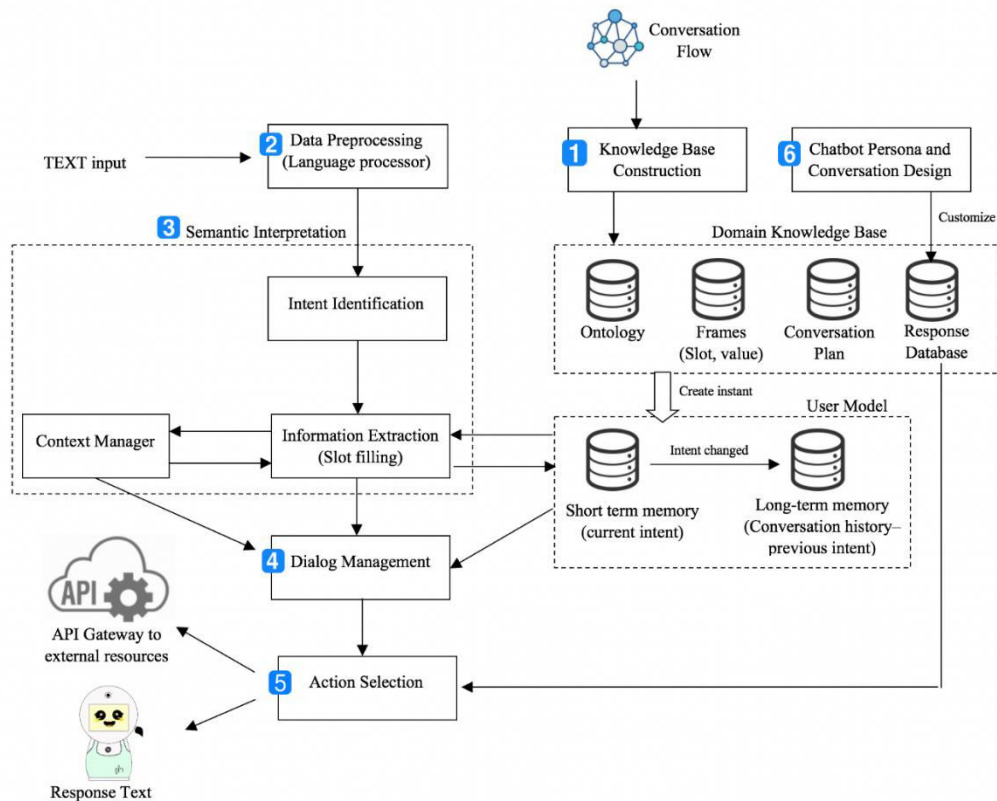 Conversation
Flow
2 Data Preprocessing
(Language processor)
TEXT input
1 Knowledge Base
Construction
6 Chatbot Persona and
Conversation Design
3 Semantic Interpretation
Customize
Domain Knowledge Base
Intent Identification
Ontology
Frames
(Slot, value)
Conversation
Plan
Response
Database
Create instant
User Model
Context Manager
Information Extraction
(Slot filling)
Intent changed
Short term memory
(current intent)
Long-term memory
(Conversation history–
previous intent)
4 Dialog Management
API
API Gateway to
external resources
5 Action Selection
gh
Response Text